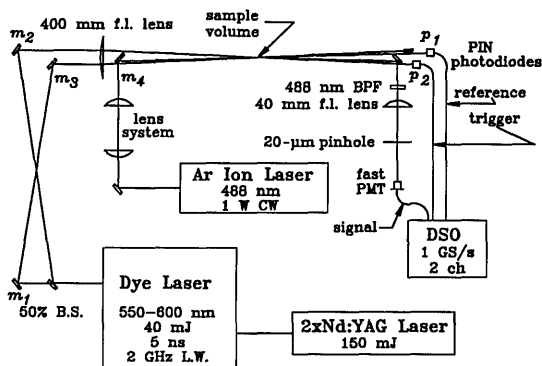 400 mm f.l. lens
sample
volume
m2
m3
m4
p1
p2
PIN
photodiodes
488 nm BPF
40 mm f.l. lens
reference
trigger
lens
system
20-μm pinhole
fast
PMT
signal
Ar Ion Laser
488 nm
1 W CW
DSO
1 GS/s
2 ch
m1
50% B.S.
Dye Laser
550-600 nm
40 mJ
5 ns
2 GHz L.W.
2xNd:YAG Laser
150 mJ